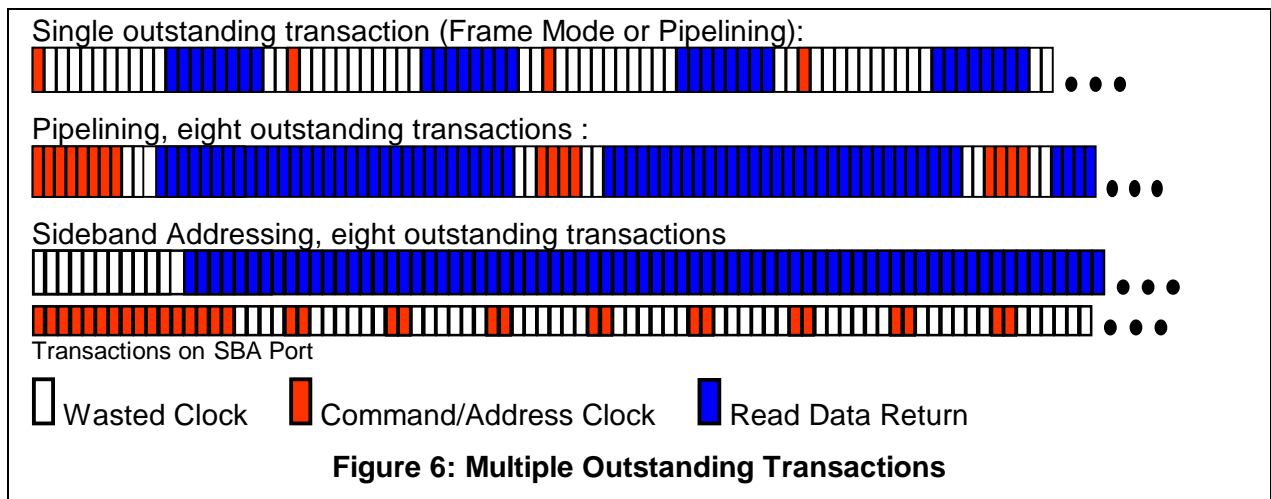 Single outstanding transaction (Frame Mode or Pipelining):
Pipelining, eight outstanding transactions :
Sideband Addressing, eight outstanding transactions
Transactions on SBA Port
Wasted Clock Command/Address Clock Read Data Return
Figure 6: Multiple Outstanding Transactions